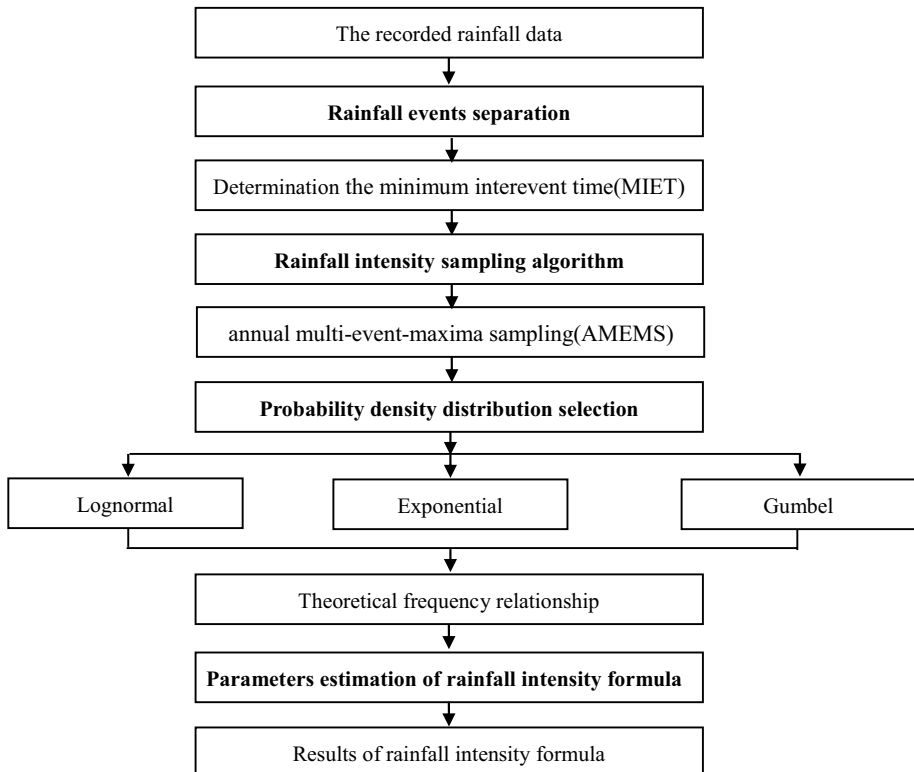 The recorded rainfall data
Rainfall events separation
Determination the minimum interevent time(MIET)
Rainfall intensity sampling algorithm
annual multi-event-maxima sampling(AMEMS)
Probability density distribution selection
Lognormal
Exponential
Gumbel
Theoretical frequency relationship
Parameters estimation of rainfall intensity formula
Results of rainfall intensity formula